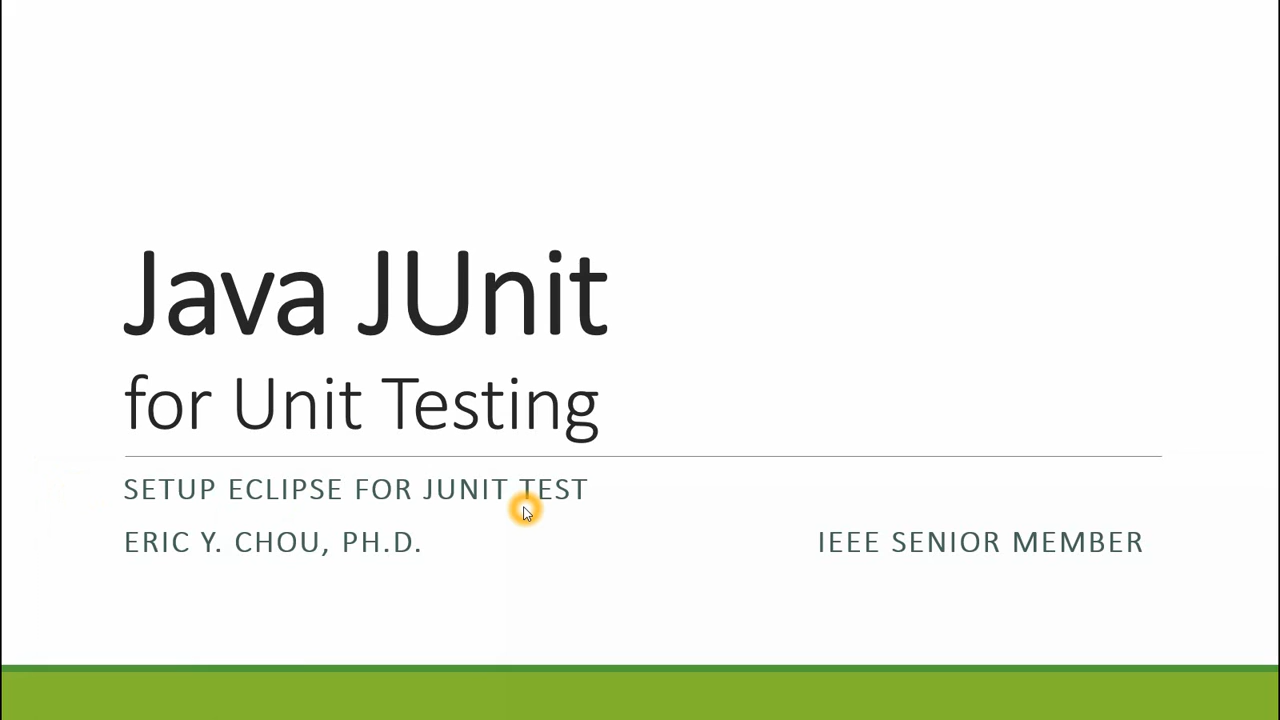 Java JUnit
for Unit Testing
SETUP ECLIPSE FOR JUNIT TEST
ERIC Y. CHOU, PH.D. IEEE SENIOR MEMBER